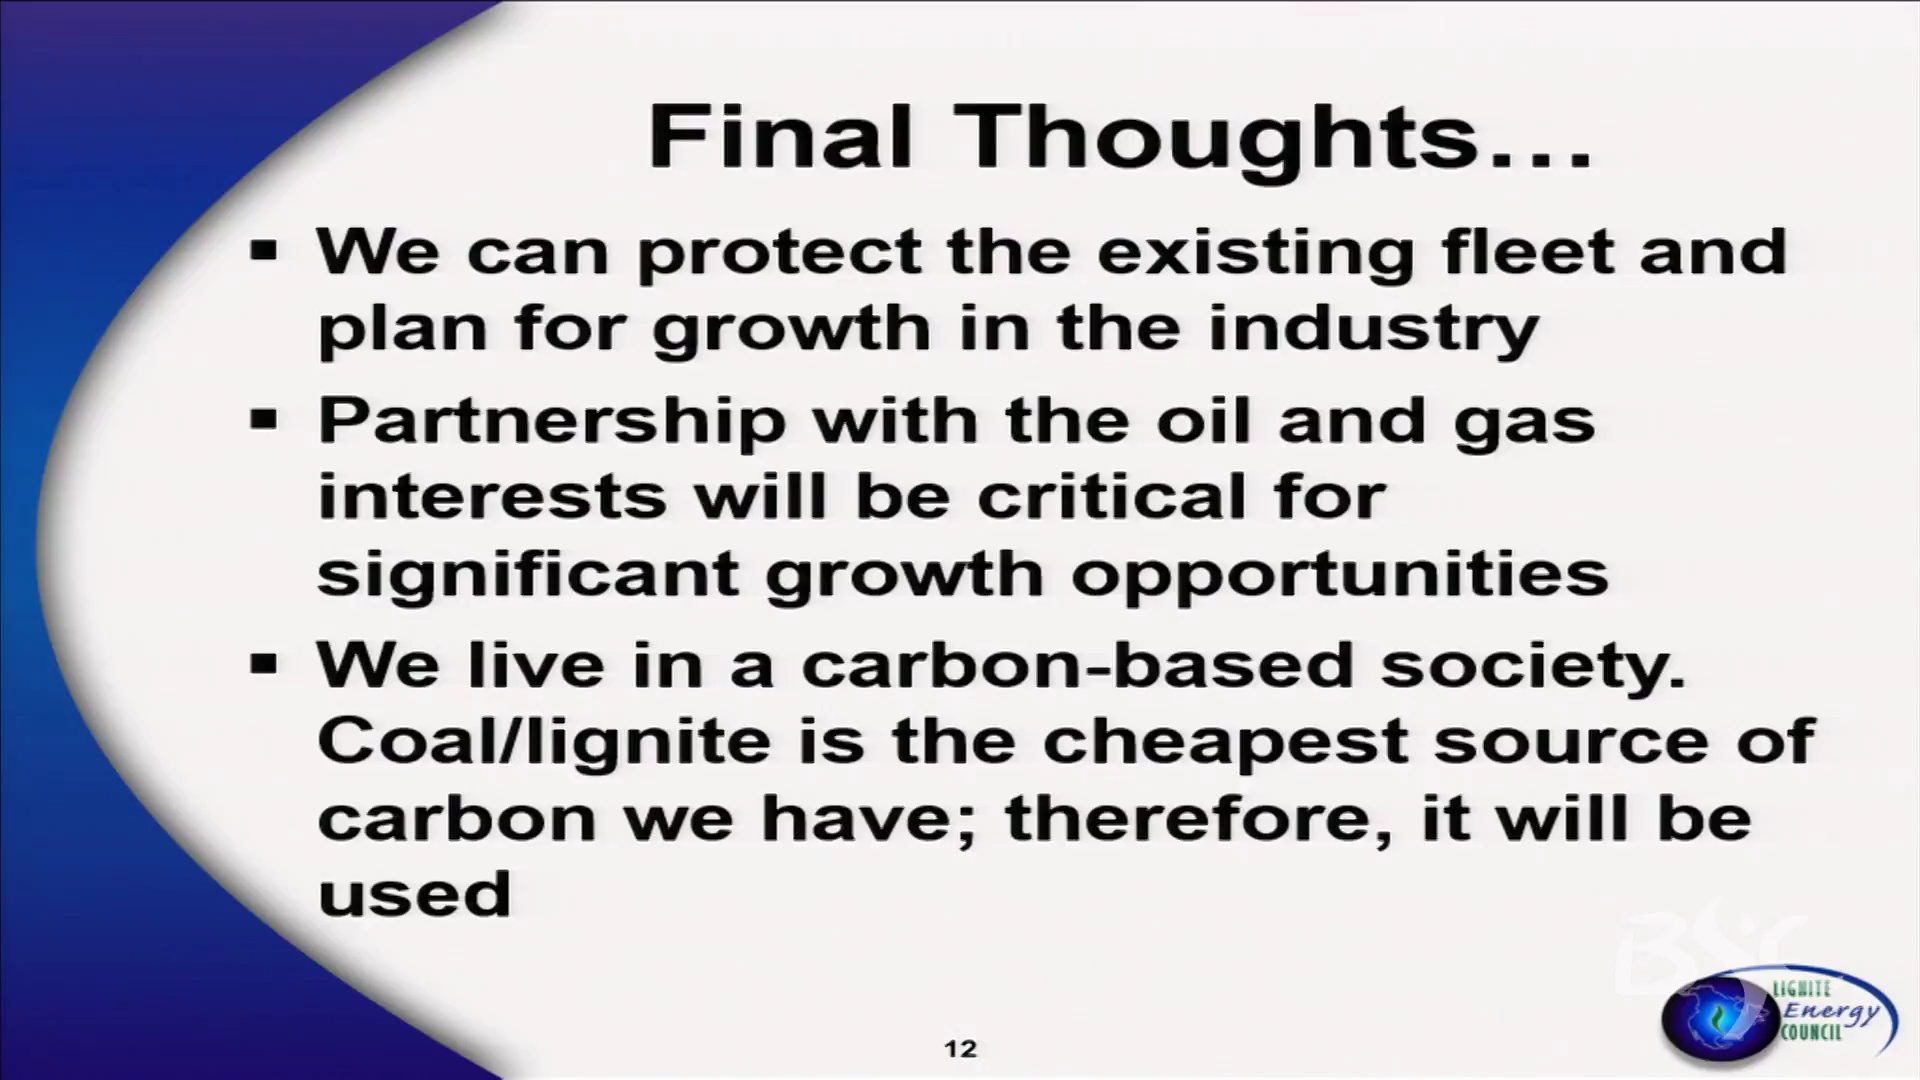 Final Thoughts...
▪ We can protect the existing fleet and
plan for growth in the industry
▪ Partnership with the oil and gas
interests will be critical for
significant growth opportunities
▪ We live in a carbon-based society.
Coal/lignite is the cheapest source of
carbon we have; therefore, it will be
used
BSC
LIGNITE
Energy
COUNCIL
12